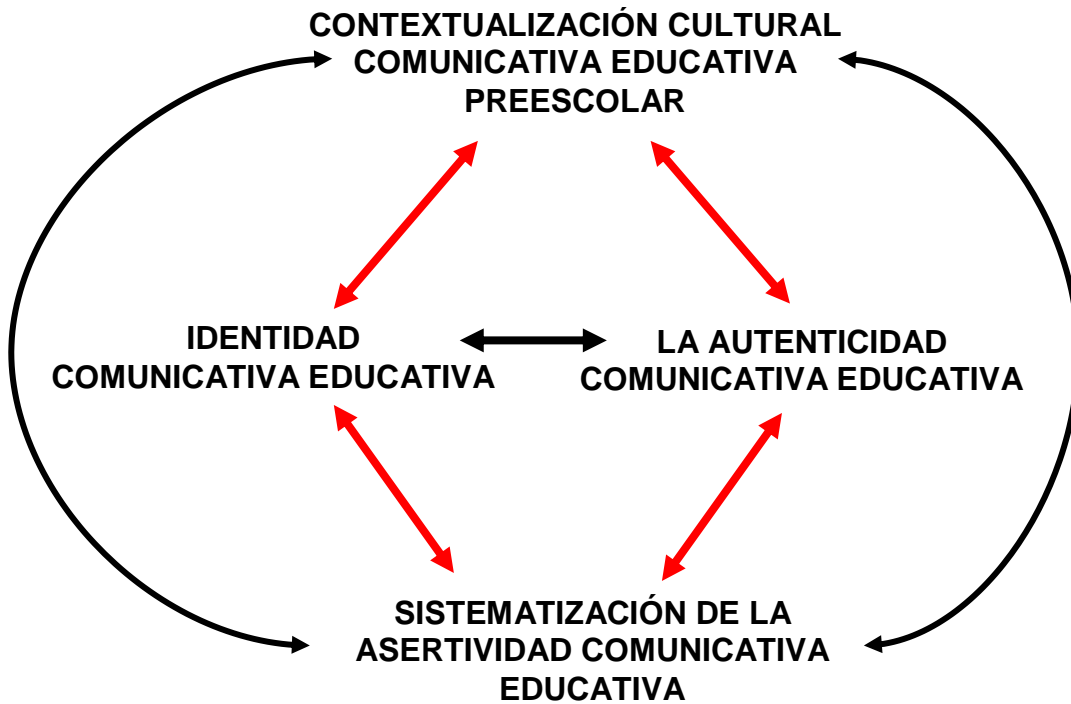 CONTEXTUALIZACIÓN CULTURAL
COMUNICATIVA EDUCATIVA
PREESCOLAR
IDENTIDAD
COMUNICATIVA EDUCATIVA
LA AUTENTICIDAD
COMUNICATIVA EDUCATIVA
SISTEMATIZACIÓN DE LA
ASERTIVIDAD COMUNICATIVA
EDUCATIVA